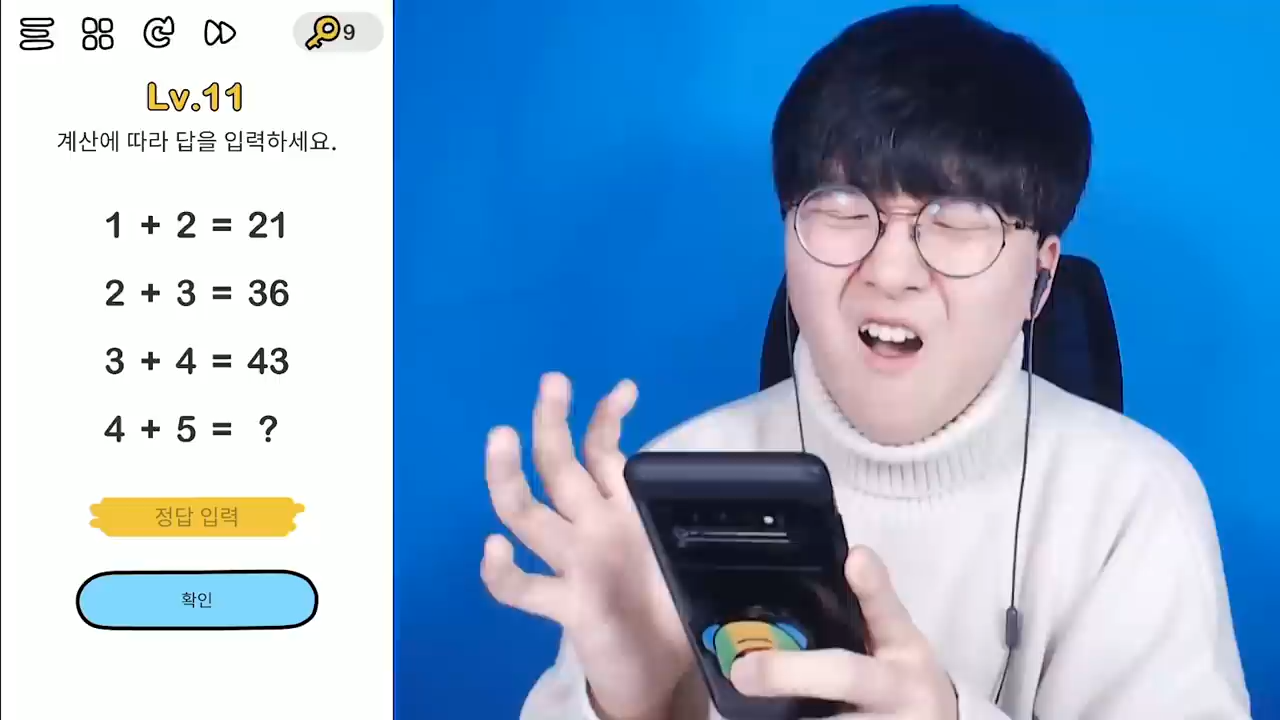 9
Lv.11
계산에 따라 답을 입력하세요.
1 + 2 = 21
2 + 3 = 36
3 + 4 = 43
4 + 5 = ?
정답 입력
확인